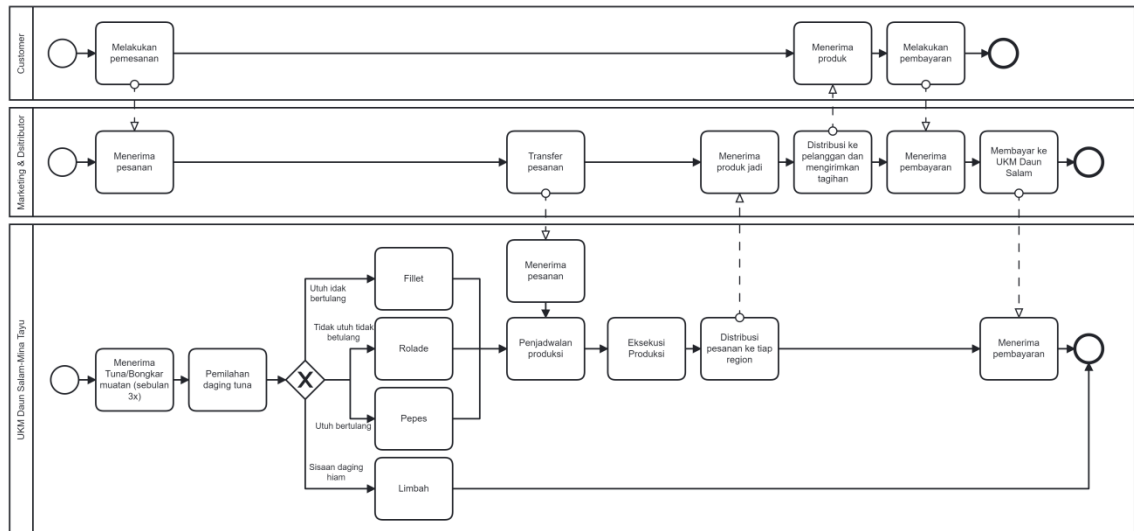 Customer
Melakukan
pemesanan
Menerima
produk
Melakukan
pembayaran
Marketing & Dsitributor
Menerima
pesanan
Transfer
pesanan
Menerima
produk jadi
Distribusi ke
pelanggan dan
mengirimkan
tagihan
Menerima
pembayaran
Membayar ke
UKM Daun
Salam
UKM Daun Salam-Mina Tayu
Menerima
Tuna/Bongkar
muatan (sebulan
3x)
Pemilahan
daging tuna
Utuh idak
bertulang
Tidak utuh tidak
betulang
Utuh bertulang
Sisaan daging
hiam
Fillet
Rolade
Pepes
Limbah
Menerima
pesanan
Penjadwalan
produksi
Eksekusi
Produksi
Distribusi
pesanan ke tiap
region
Menerima
pembayaran